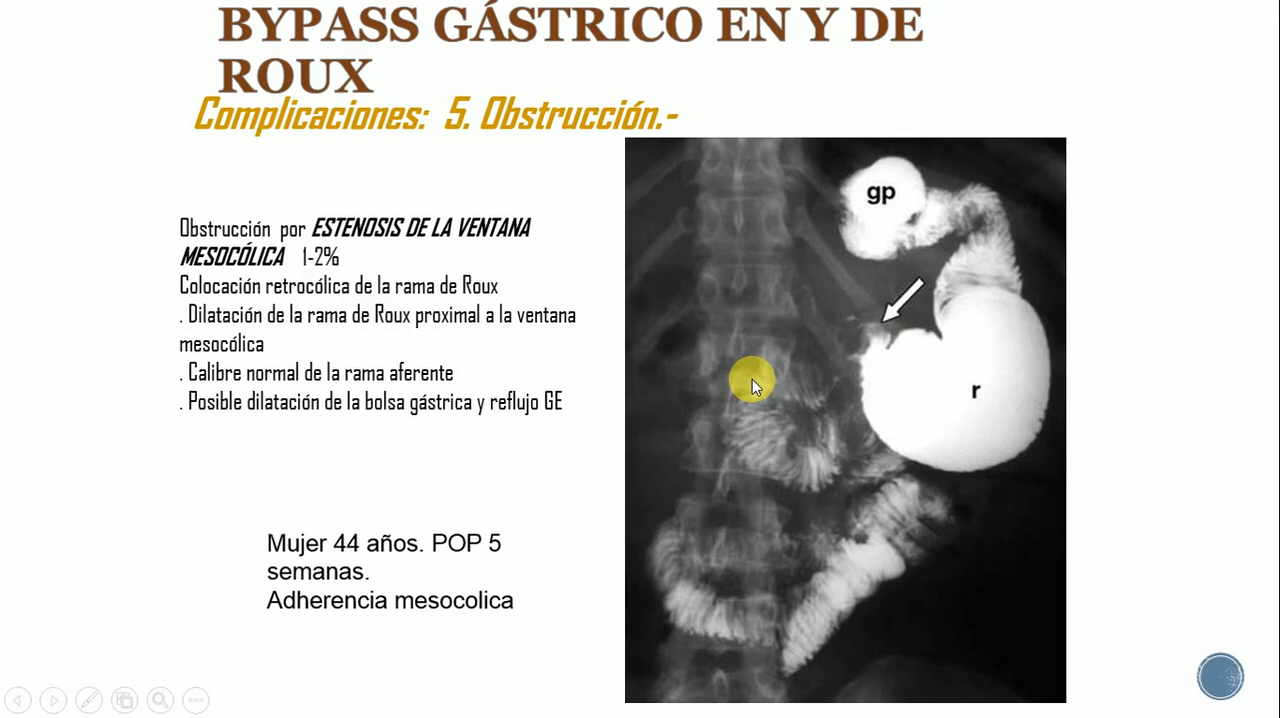 BYPASS GÁSTRICO EN Y DE
ROUX
Complicaciones: 5. Obstrucción.-
Obstrucción por ESTENOSIS DE LA VENTANA
MESOCÓLICA 1-2%
Colocación retrocólica de la rama de Roux
. Dilatación de la rama de Roux proximal a la ventana
mesocólica
. Calibre normal de la rama aferente
. Posible dilatación de la bolsa gástrica y reflujo GE
Mujer 44 años. POP 5
semanas.
Adherencia mesocolica
gp
r